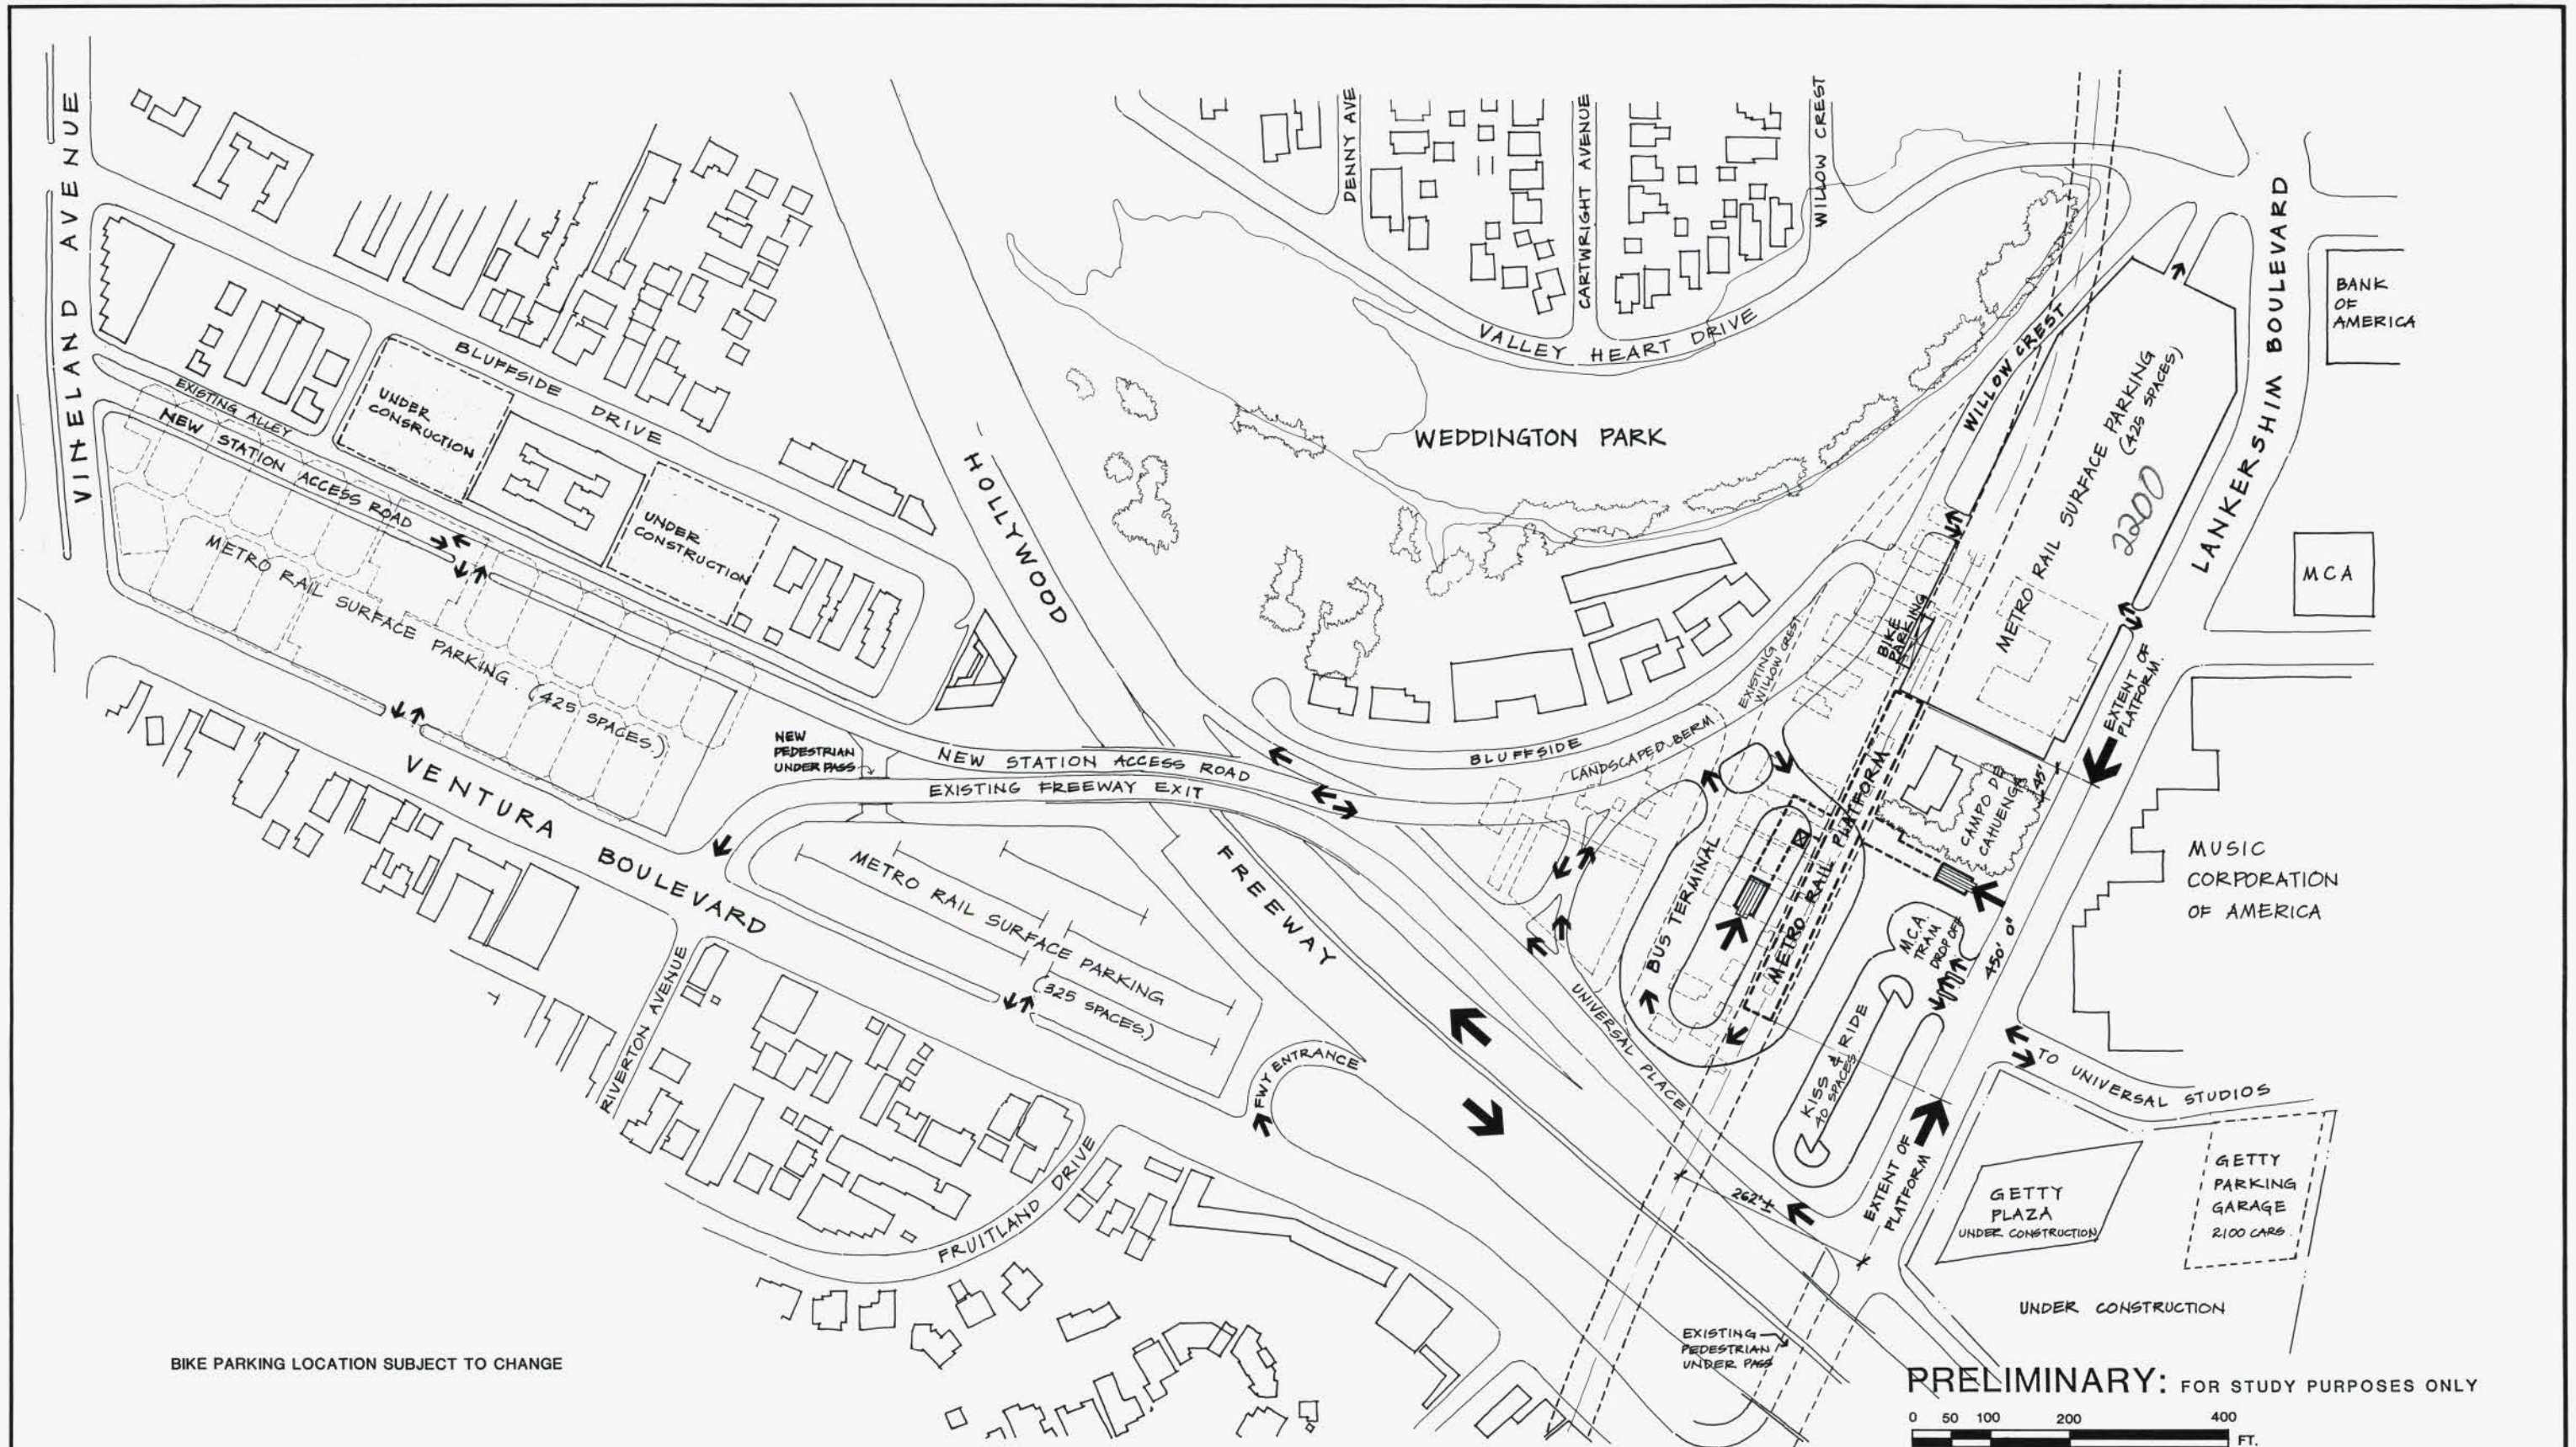 VINELAND AVENUE
DENNY AVE
CARTWRIGHT AVENUE
WILLOW CREST
LANKERSHIM BOULEVARD
BANK
OF
AMERICA
VALLEY HEART DRIVE
WILLOW CREST
BLUFFSIDE DRIVE
UNDER
CONSRUCTION
EXISTING ALLEY
NEW STATION ACCESS ROAD
WEDDINGTON PARK
HOLLYWOOD
METRO RAIL SURFACE PARKING
(425 SPACES)
2200
UNDER
CONSTRUCTION
MCA
METRO RAIL SURFACE PARKING (425 SPACES)
BIKE
PARKING
EXISTING
WILLOW CREST
EXTENT OF
PLATFORM
NEW
PEDESTRIAN
UNDER PASS
NEW STATION ACCESS ROAD
EXISTING FREEWAY EXIT
BLUFFSIDE
LANDSCAPED BERM
45'
CAMPO DE
CAHUENGA
VENTURA BOULEVARD
MUSIC
CORPORATION
OF AMERICA
METRO RAIL SURFACE PARKING
(325 SPACES)
FREEWAY
BUS TERMINAL
METRO RAIL PLATFORM
M.C.A.
TRAM
DROP OFF
450' 0"
RIVERTON AVENUE
UNIVERSAL PLACE
KISS & RIDE
40 SPACES
FWY ENTRANCE
TO UNIVERSAL STUDIOS
EXTENT OF
PLATFORM
262'±
GETTY
PLAZA
UNDER CONSTRUCTION
GETTY
PARKING
GARAGE
2100 CARS
FRUITLAND DRIVE
UNDER CONSTRUCTION
EXISTING
PEDESTRIAN
UNDER PASS
BIKE PARKING LOCATION SUBJECT TO CHANGE
PRELIMINARY: FOR STUDY PURPOSES ONLY
0 50 100 200 400
FT.